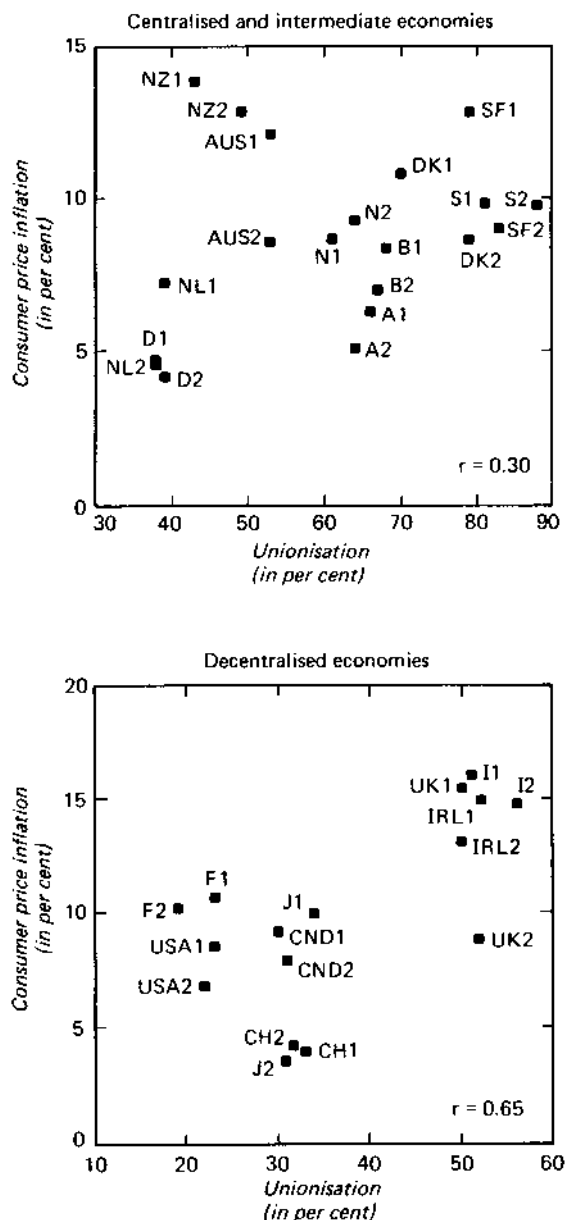 Centralised and intermediate economies
15
NZ1
NZ2
SF1
AUS1
DK1
10
S1 S2
N2
AUS2 SF2
N1 B1 DK2
NL1
B2
A1
D1
5
A2
NL2
D2
r = 0.30
0
30 40 50 60 70 80 90
Consumer price inflation
(in per cent)
Unionisation
(in per cent)
Decentralised economies
20
I1
UK1 I2
15
IRL1
IRL2
F1
J1
F2
10
CND1
USA1 UK2
CND2
USA2
5
CH2
CH1
J2
r = 0.65
0
10 20 30 40 50 60
Consumer price inflation
(in per cent)
Unionisation
(in per cent)